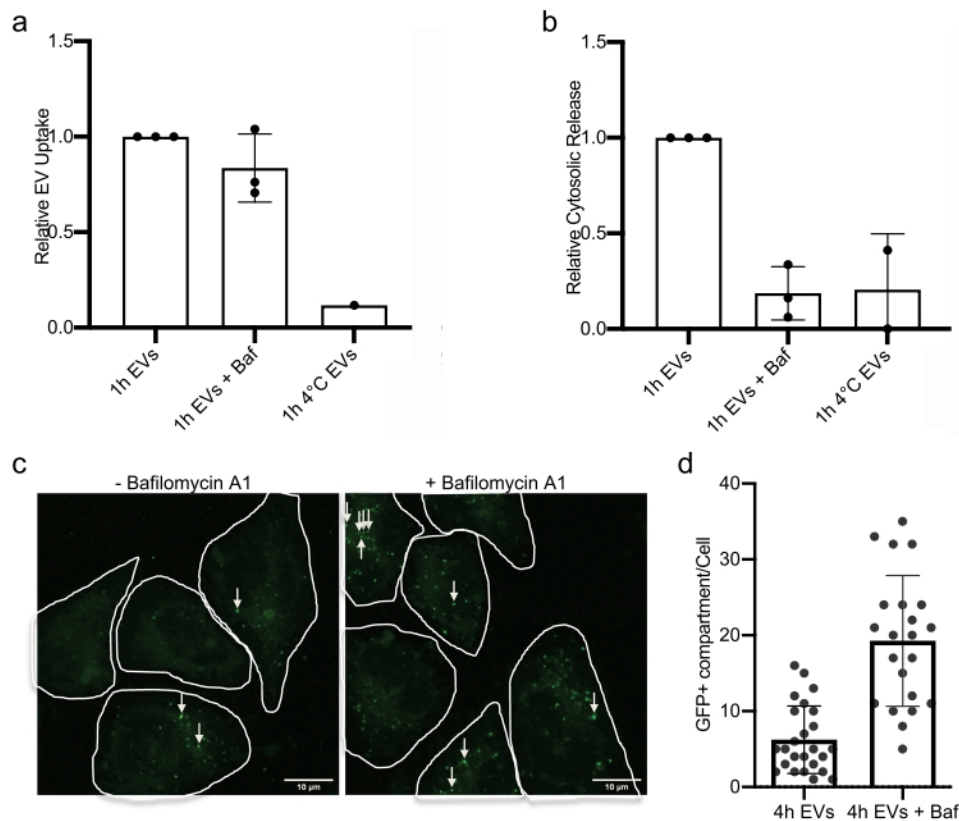 a
1.5
1.0
0.5
0.0
Relative EV Uptake
1h EVs
1h EVs + Baf
1h 4°C EVs
b
1.5
1.0
0.5
0.0
Relative Cytosolic Release
1h EVs
1h EVs + Baf
1h 4°C EVs
c
- Bafilomycin A1
+ Bafilomycin A1
10 µm
10 µm
d
40
30
20
10
0
GFP+ compartment/Cell
4h EVs
4h EVs + Baf